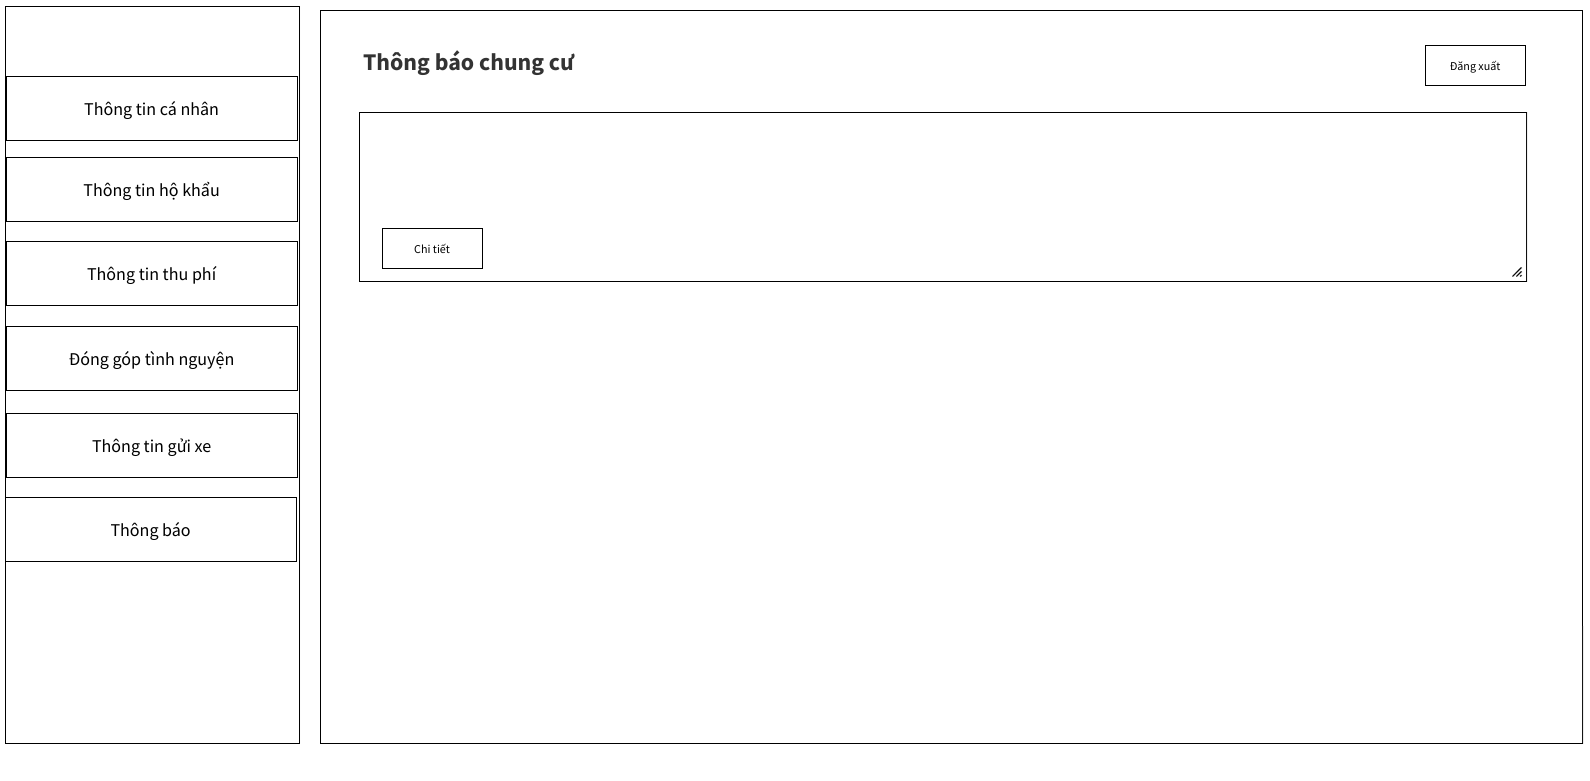 Thông tin cá nhân
Thông tin hộ khẩu
Thông tin thu phí
Đóng góp tình nguyện
Thông tin gửi xe
Thông báo
Thông báo chung cư
Đăng xuất
Chi tiết